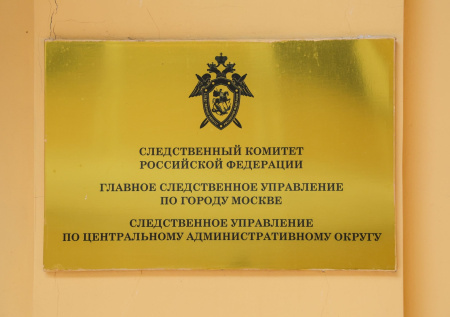 СЛЕДСТВЕННЫЙ КОМИТЕТ
РОССИЙСКОЙ ФЕДЕРАЦИИ
ГЛАВНОЕ СЛЕДСТВЕННОЕ УПРАВЛЕНИЕ
ПО ГОРОДУ МОСКВЕ
СЛЕДСТВЕННОЕ УПРАВЛЕНИЕ
ПО ЦЕНТРАЛЬНОМУ АДМИНИСТРАТИВНОМУ ОКРУГУ